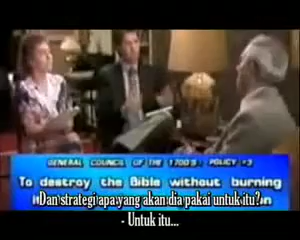 GENERAL COUNCIL OF THE 1700'S: POLICY #3
To destroy the Bible without burning
Dan strategi apa yang akan dia pakai untuk itu?
- Untuk itu...